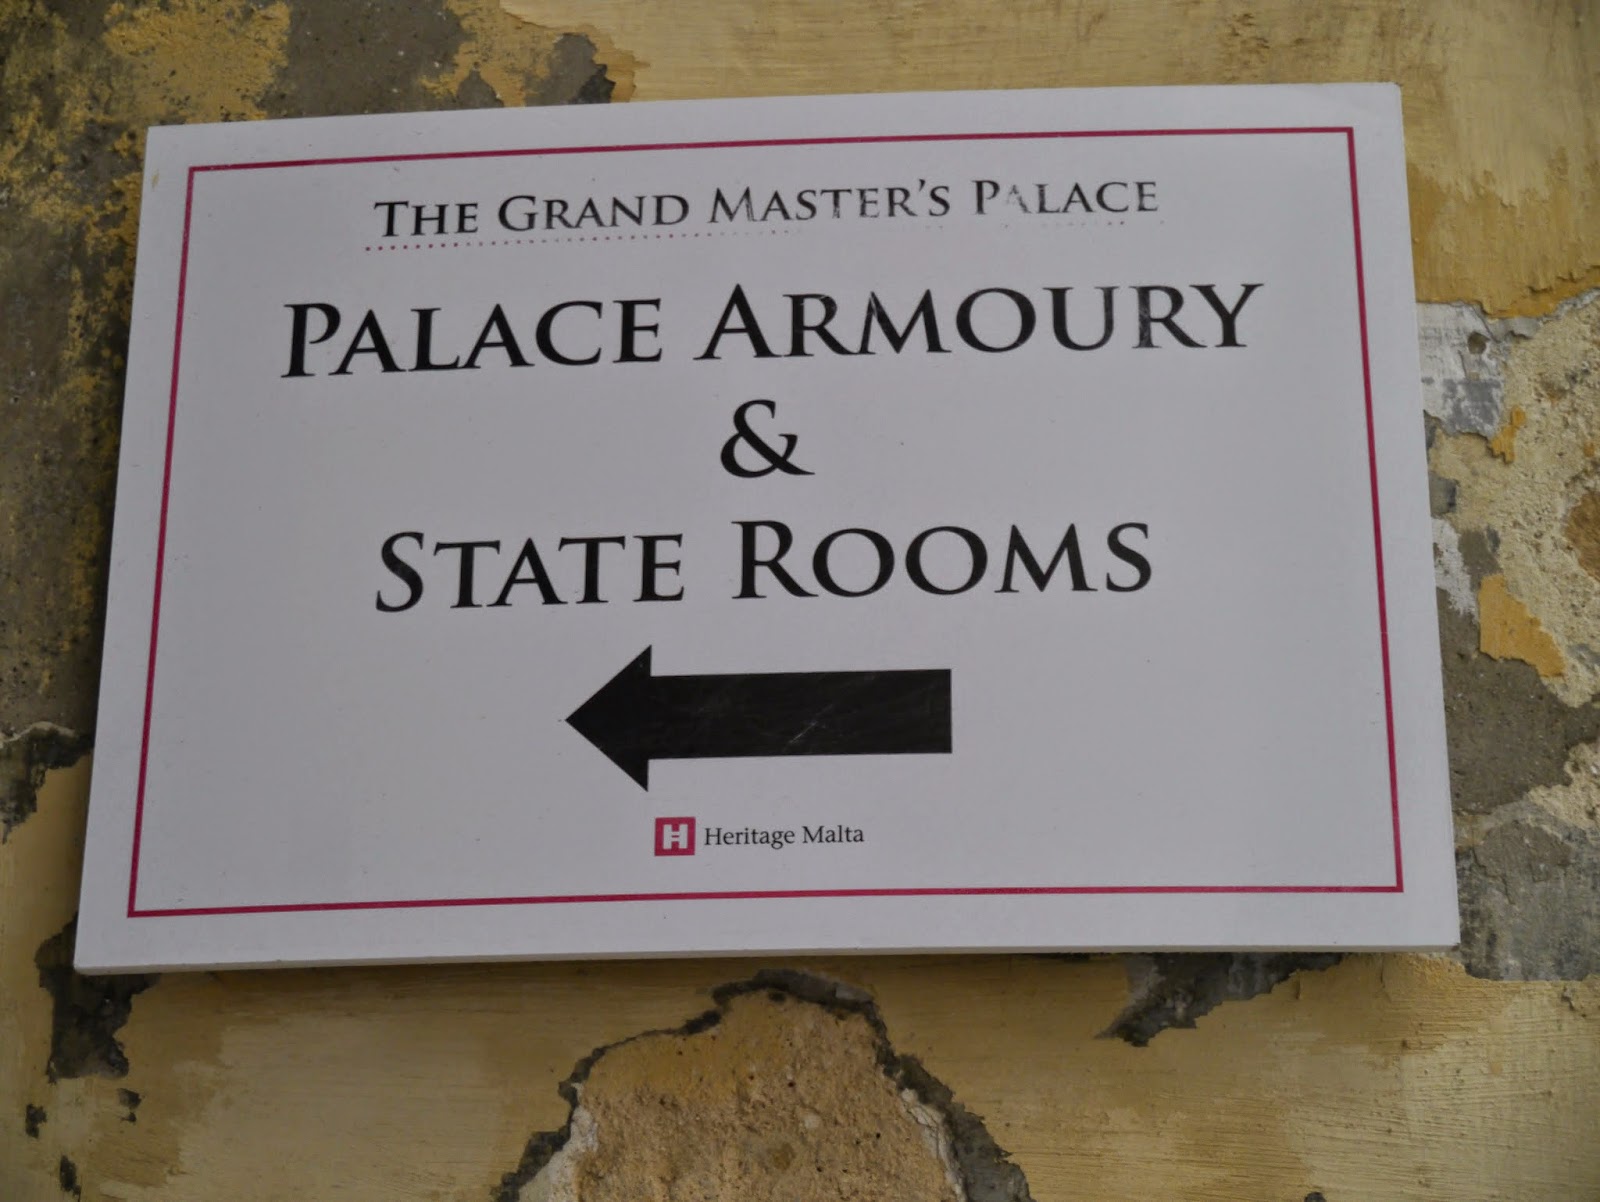 THE GRAND MASTER'S PALACE
PALACE ARMOURY
&
STATE ROOMS
H Heritage Malta